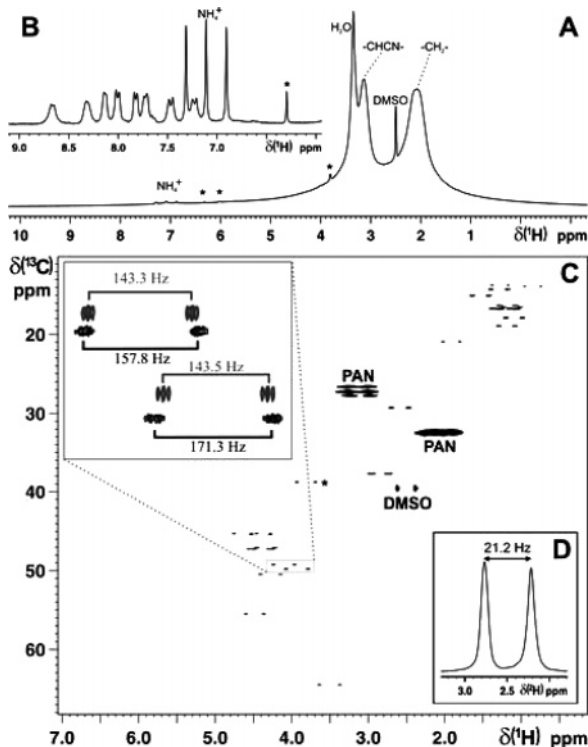 B
NH₄⁺
*
9.0 8.5 8.0 7.5 7.0 δ(¹H) ppm
A
H₂O
-CHCN-
-CH₂-
DMSO
NH₄⁺
* * *
10 9 8 7 6 5 4 3 2 1 δ(¹H) ppm
δ(¹³C)
ppm
C
143.3 Hz
157.8 Hz
143.5 Hz
171.3 Hz
20
PAN
30
PAN
*
40
DMSO
50
60
D
21.2 Hz
3.0 2.5 δ(²H) ppm
7.0 6.0 5.0 4.0 3.0 2.0 δ(¹H) ppm